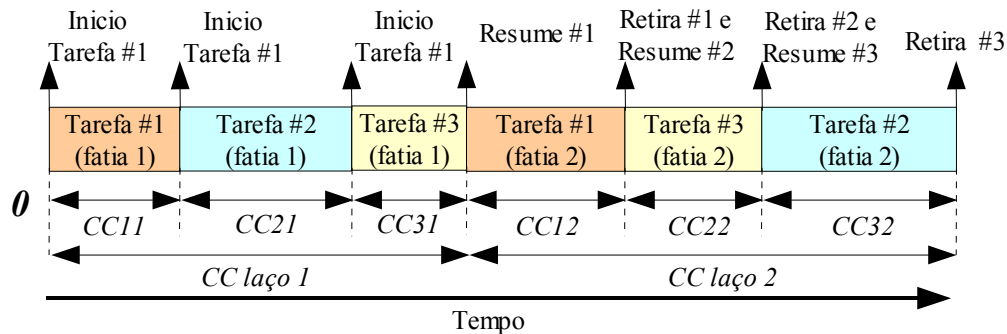 Inicio
Tarefa #1
Inicio
Tarefa #1
Inicio
Tarefa #1
Resume #1
Retira #1 e
Resume #2
Retira #2 e
Resume #3
Retira #3
Tarefa #1
(fatia 1)
Tarefa #2
(fatia 1)
Tarefa #3
(fatia 1)
Tarefa #1
(fatia 2)
Tarefa #3
(fatia 2)
Tarefa #2
(fatia 2)
0
CC11
CC21
CC31
CC12
CC22
CC32
CC laço 1
CC laço 2
Tempo